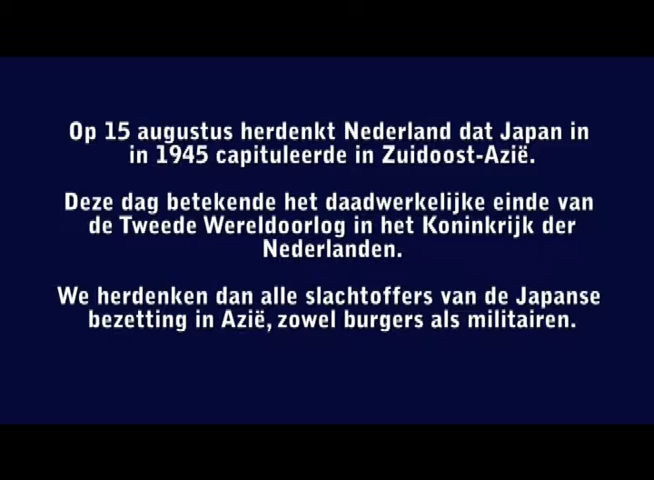 Op 15 augustus herdenkt Nederland dat Japan in
in 1945 capituleerde in Zuidoost-Azië.
Deze dag betekende het daadwerkelijke einde van
de Tweede Wereldoorlog in het Koninkrijk der
Nederlanden.
We herdenken dan alle slachtoffers van de Japanse
bezetting in Azië, zowel burgers als militairen.